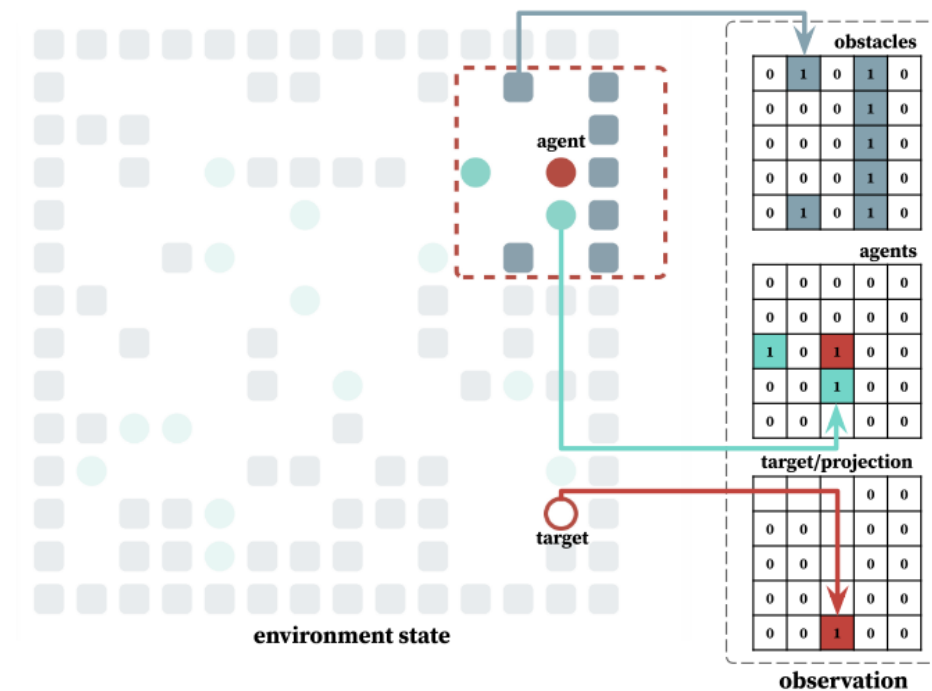 agent
target
environment state
obstacles
0 1 0 1 0
0 0 0 1 0
0 0 0 1 0
0 0 0 1 0
0 1 0 1 0
agents
0 0 0 0 0
0 0 0 0 0
1 0 1 0 0
0 0 1 0 0
0 0 0 0 0
target/projection
0 0
0 0 0 0
0 0 0 0
0 0 0 0
0 0 1 0 0
observation